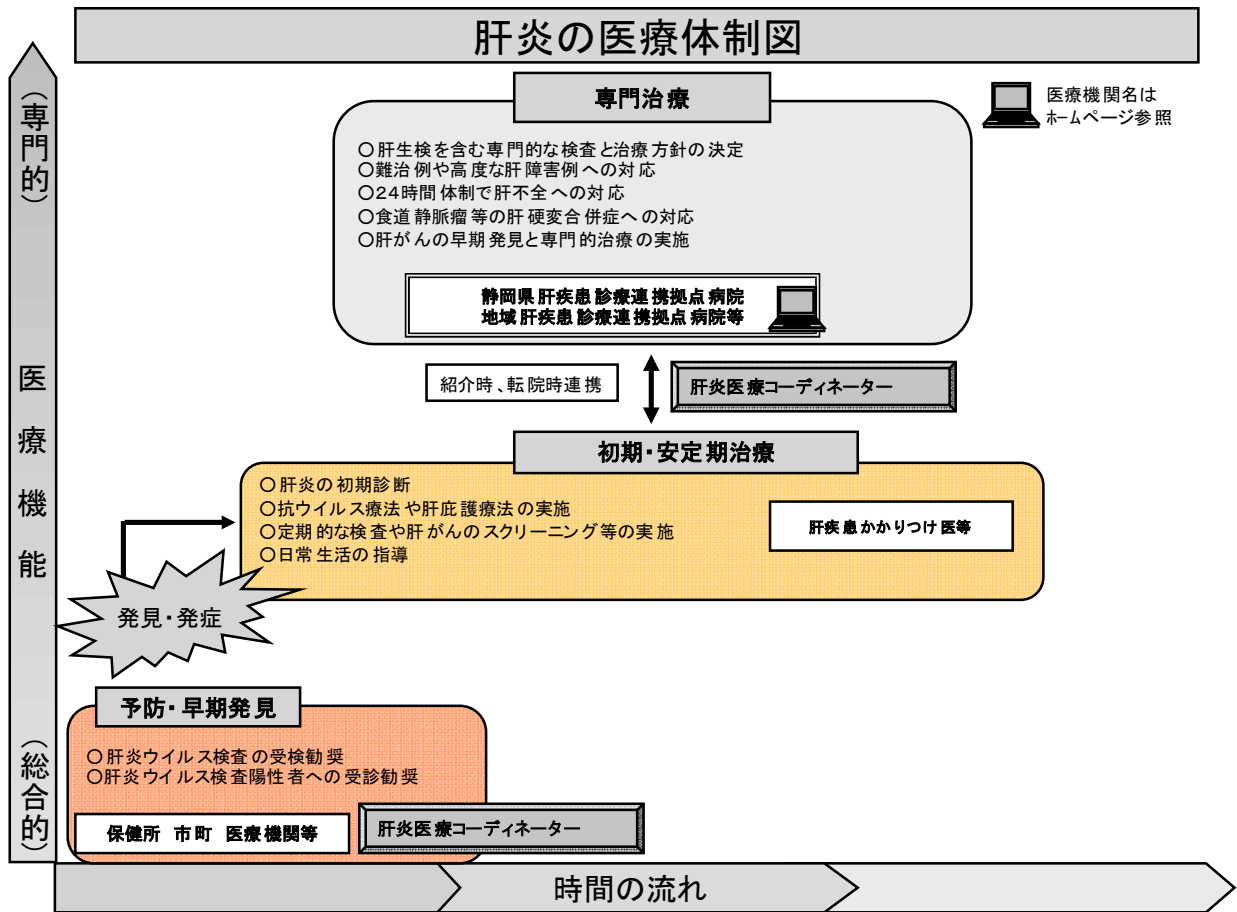 肝炎の医療体制図
(専門的)
医療機能
(総合的)
専門治療
医療機関名は
ホームページ参照
○肝生検を含む専門的な検査と治療方針の決定
○難治例や高度な肝障害例への対応
○24時間体制で肝不全への対応
○食道静脈瘤等の肝硬変合併症への対応
○肝がんの早期発見と専門的治療の実施
静岡県肝疾患診療連携拠点病院
地域肝疾患診療連携拠点病院等
紹介時、転院時連携
肝炎医療コーディネーター
初期・安定期治療
○肝炎の初期診断
○抗ウイルス療法や肝庇護療法の実施
○定期的な検査や肝がんのスクリーニング等の実施
○日常生活の指導
肝疾患かかりつけ医等
発見・発症
予防・早期発見
○肝炎ウイルス検査の受検勧奨
○肝炎ウイルス検査陽性者への受診勧奨
保健所 市町 医療機関等
肝炎医療コーディネーター
時間の流れ